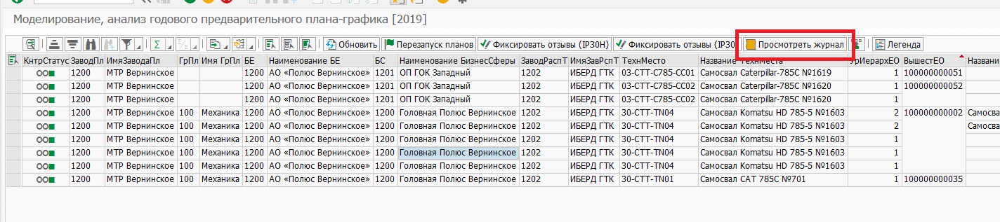 Моделирование, анализ годового предварительного плана-графика [2019]
Обновить Перезапуск планов Фиксировать отзывы (IP30H) Фиксировать отзывы (IP30 Просмотреть журнал Легенда
КнтрСтатус ЗаводПл ИмяЗаводаПл ГрПл Имя ГрПл БЕ Наименование БЕ БС Наименование БизнесСферы ЗаводРаспТ ИмяЗавРспТ ТехнМесто Название ТехнМеста УрИерархЕО ВышестЕО Названи
1200 МТР Вернинское 1200 АО «Полюс Вернинское» 1201 ОП ГОК Западный 1202 ИБЕРД ГТК 03-СТТ-С785-СС01 Самосвал Caterpillar-785C №1619 1 100000000051
1200 МТР Вернинское 1200 АО «Полюс Вернинское» 1201 ОП ГОК Западный 1202 ИБЕРД ГТК 03-СТТ-С785-СС02 Самосвал Caterpillar-785C №1620 1 100000000052
1200 МТР Вернинское 1200 АО «Полюс Вернинское» 1201 ОП ГОК Западный 1202 ИБЕРД ГТК 03-СТТ-С785-СС02 Самосвал Caterpillar-785C №1620 1
1200 МТР Вернинское 100 Механика 1200 АО «Полюс Вернинское» 1200 Головная Полюс Вернинское 1202 ИБЕРД ГТК 30-СТТ-TN04 Самосвал Komatsu HD 785-5 №1603 2 100000000002 Самосва
1200 МТР Вернинское 100 Механика 1200 АО «Полюс Вернинское» 1200 Головная Полюс Вернинское 1202 ИБЕРД ГТК 30-СТТ-TN04 Самосвал Komatsu HD 785-5 №1603 2 Самосва
1200 МТР Вернинское 100 Механика 1200 АО «Полюс Вернинское» 1200 Головная Полюс Вернинское 1202 ИБЕРД ГТК 30-СТТ-TN04 Самосвал Komatsu HD 785-5 №1603 1
1200 МТР Вернинское 100 Механика 1200 АО «Полюс Вернинское» 1200 Головная Полюс Вернинское 1202 ИБЕРД ГТК 30-СТТ-TN04 Самосвал Komatsu HD 785-5 №1603 1
1200 МТР Вернинское 100 Механика 1200 АО «Полюс Вернинское» 1200 Головная Полюс Вернинское 1202 ИБЕРД ГТК 30-СТТ-TN04 Самосвал Komatsu HD 785-5 №1603 1
1200 МТР Вернинское 100 Механика 1200 АО «Полюс Вернинское» 1200 Головная Полюс Вернинское 1202 ИБЕРД ГТК 30-СТТ-TN01 Самосвал CAT 785C №701 1 100000000035